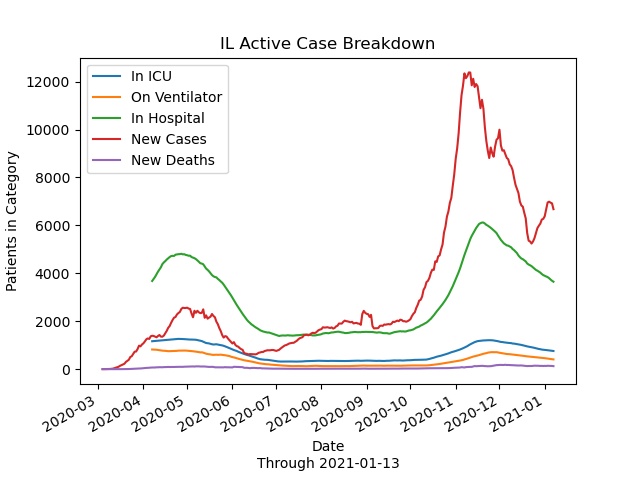 IL Active Case Breakdown
In ICU
On Ventilator
In Hospital
New Cases
New Deaths
Patients in Category
12000
10000
8000
6000
4000
2000
0
2020-03 2020-04 2020-05 2020-06 2020-07 2020-08 2020-09 2020-10 2020-11 2020-12 2021-01
Date
Through 2021-01-13